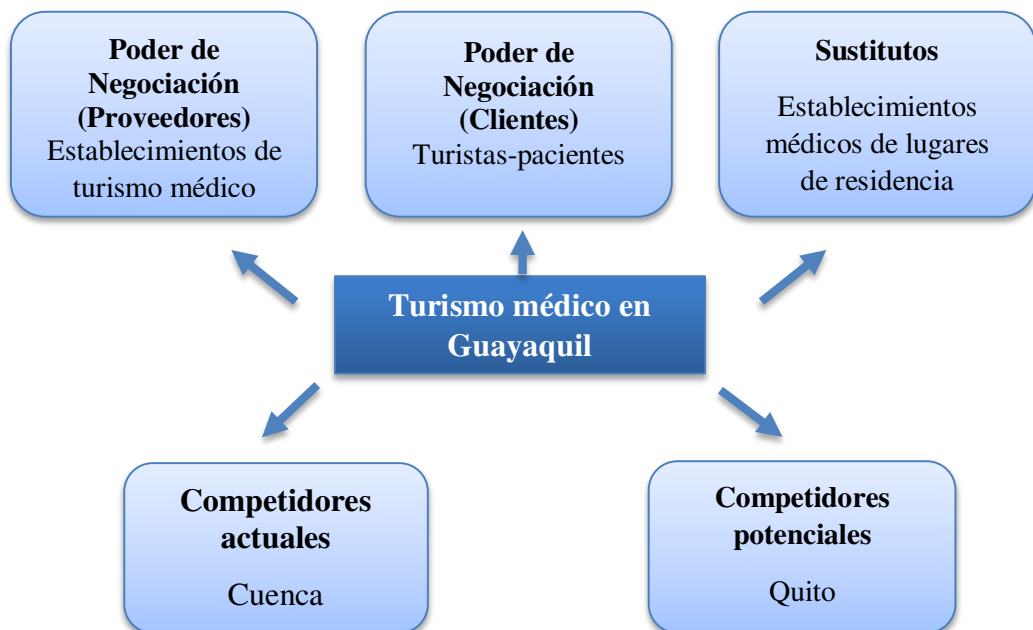 Poder de
Negociación
(Proveedores)
Establecimientos de
turismo médico
Poder de
Negociación
(Clientes)
Turistas-pacientes
Sustitutos
Establecimientos
médicos de lugares
de residencia
Turismo médico en
Guayaquil
Competidores
actuales
Cuenca
Competidores
potenciales
Quito